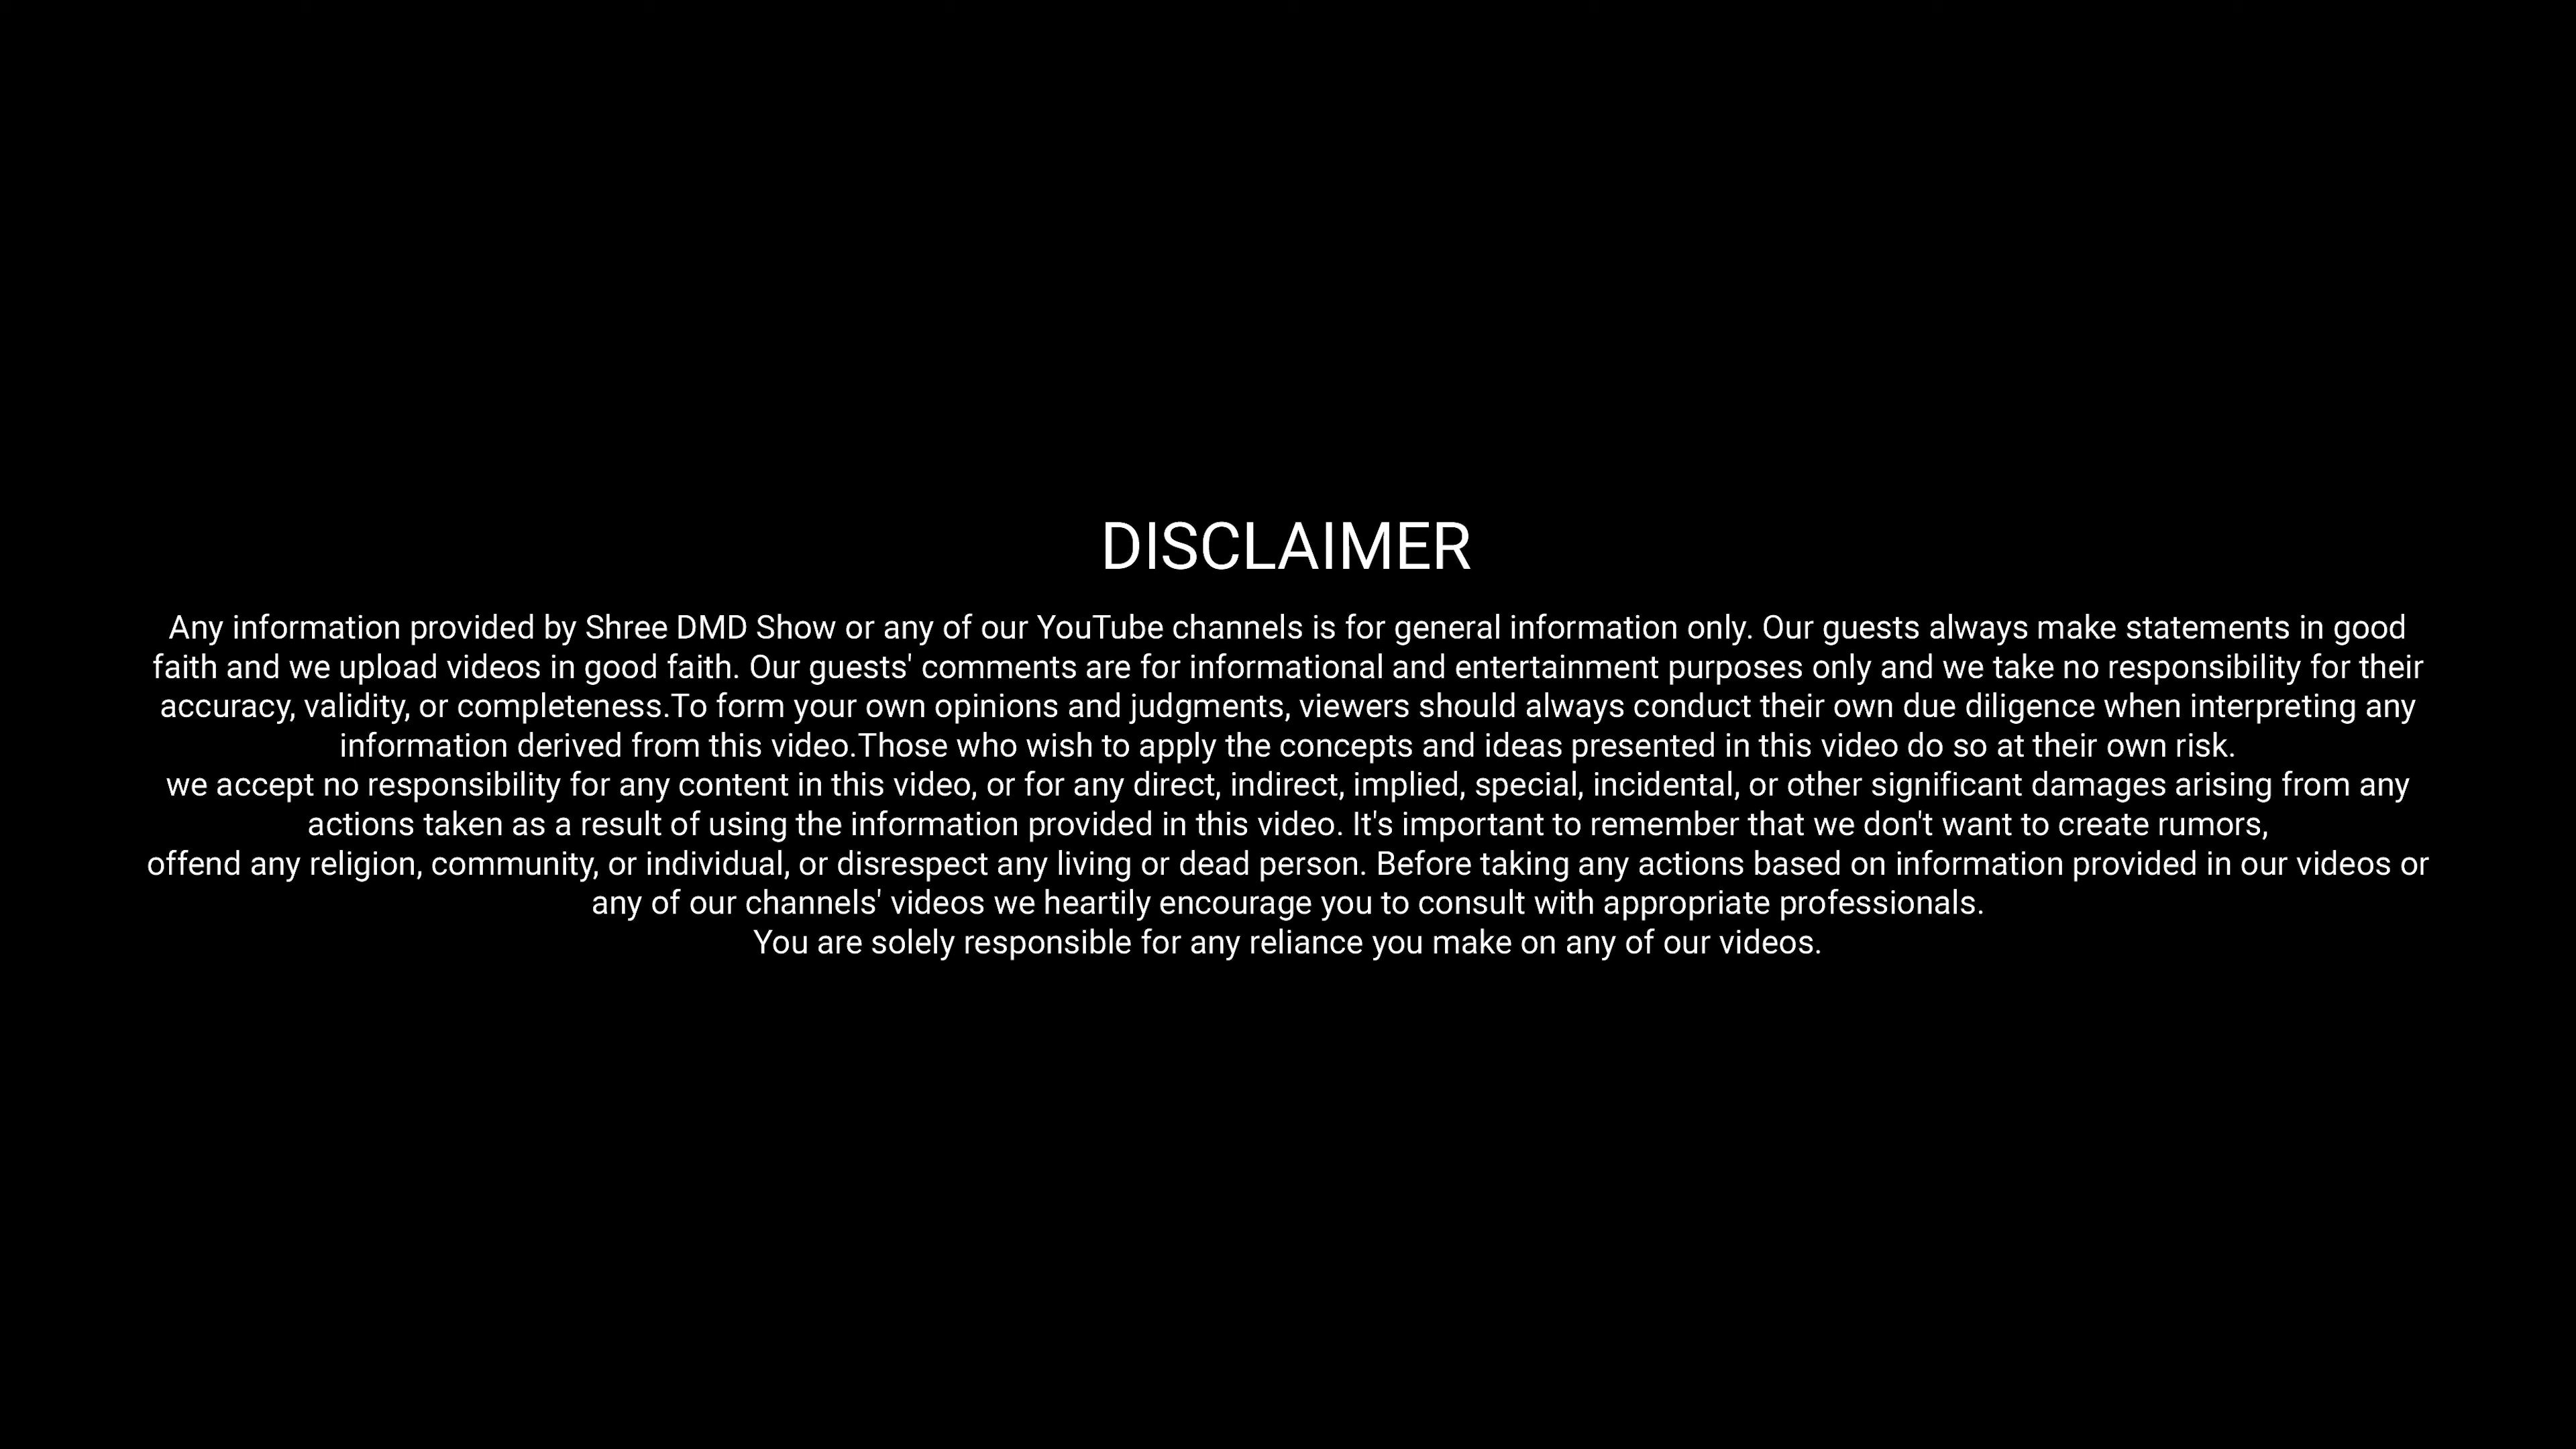 DISCLAIMER
Any information provided by Shree DMD Show or any of our YouTube channels is for general information only. Our guests always make statements in good
faith and we upload videos in good faith. Our guests' comments are for informational and entertainment purposes only and we take no responsibility for their
accuracy, validity, or completeness.To form your own opinions and judgments, viewers should always conduct their own due diligence when interpreting any
information derived from this video.Those who wish to apply the concepts and ideas presented in this video do so at their own risk.
we accept no responsibility for any content in this video, or for any direct, indirect, implied, special, incidental, or other significant damages arising from any
actions taken as a result of using the information provided in this video. It's important to remember that we don't want to create rumors,
offend any religion, community, or individual, or disrespect any living or dead person. Before taking any actions based on information provided in our videos or
any of our channels' videos we heartily encourage you to consult with appropriate professionals.
You are solely responsible for any reliance you make on any of our videos.